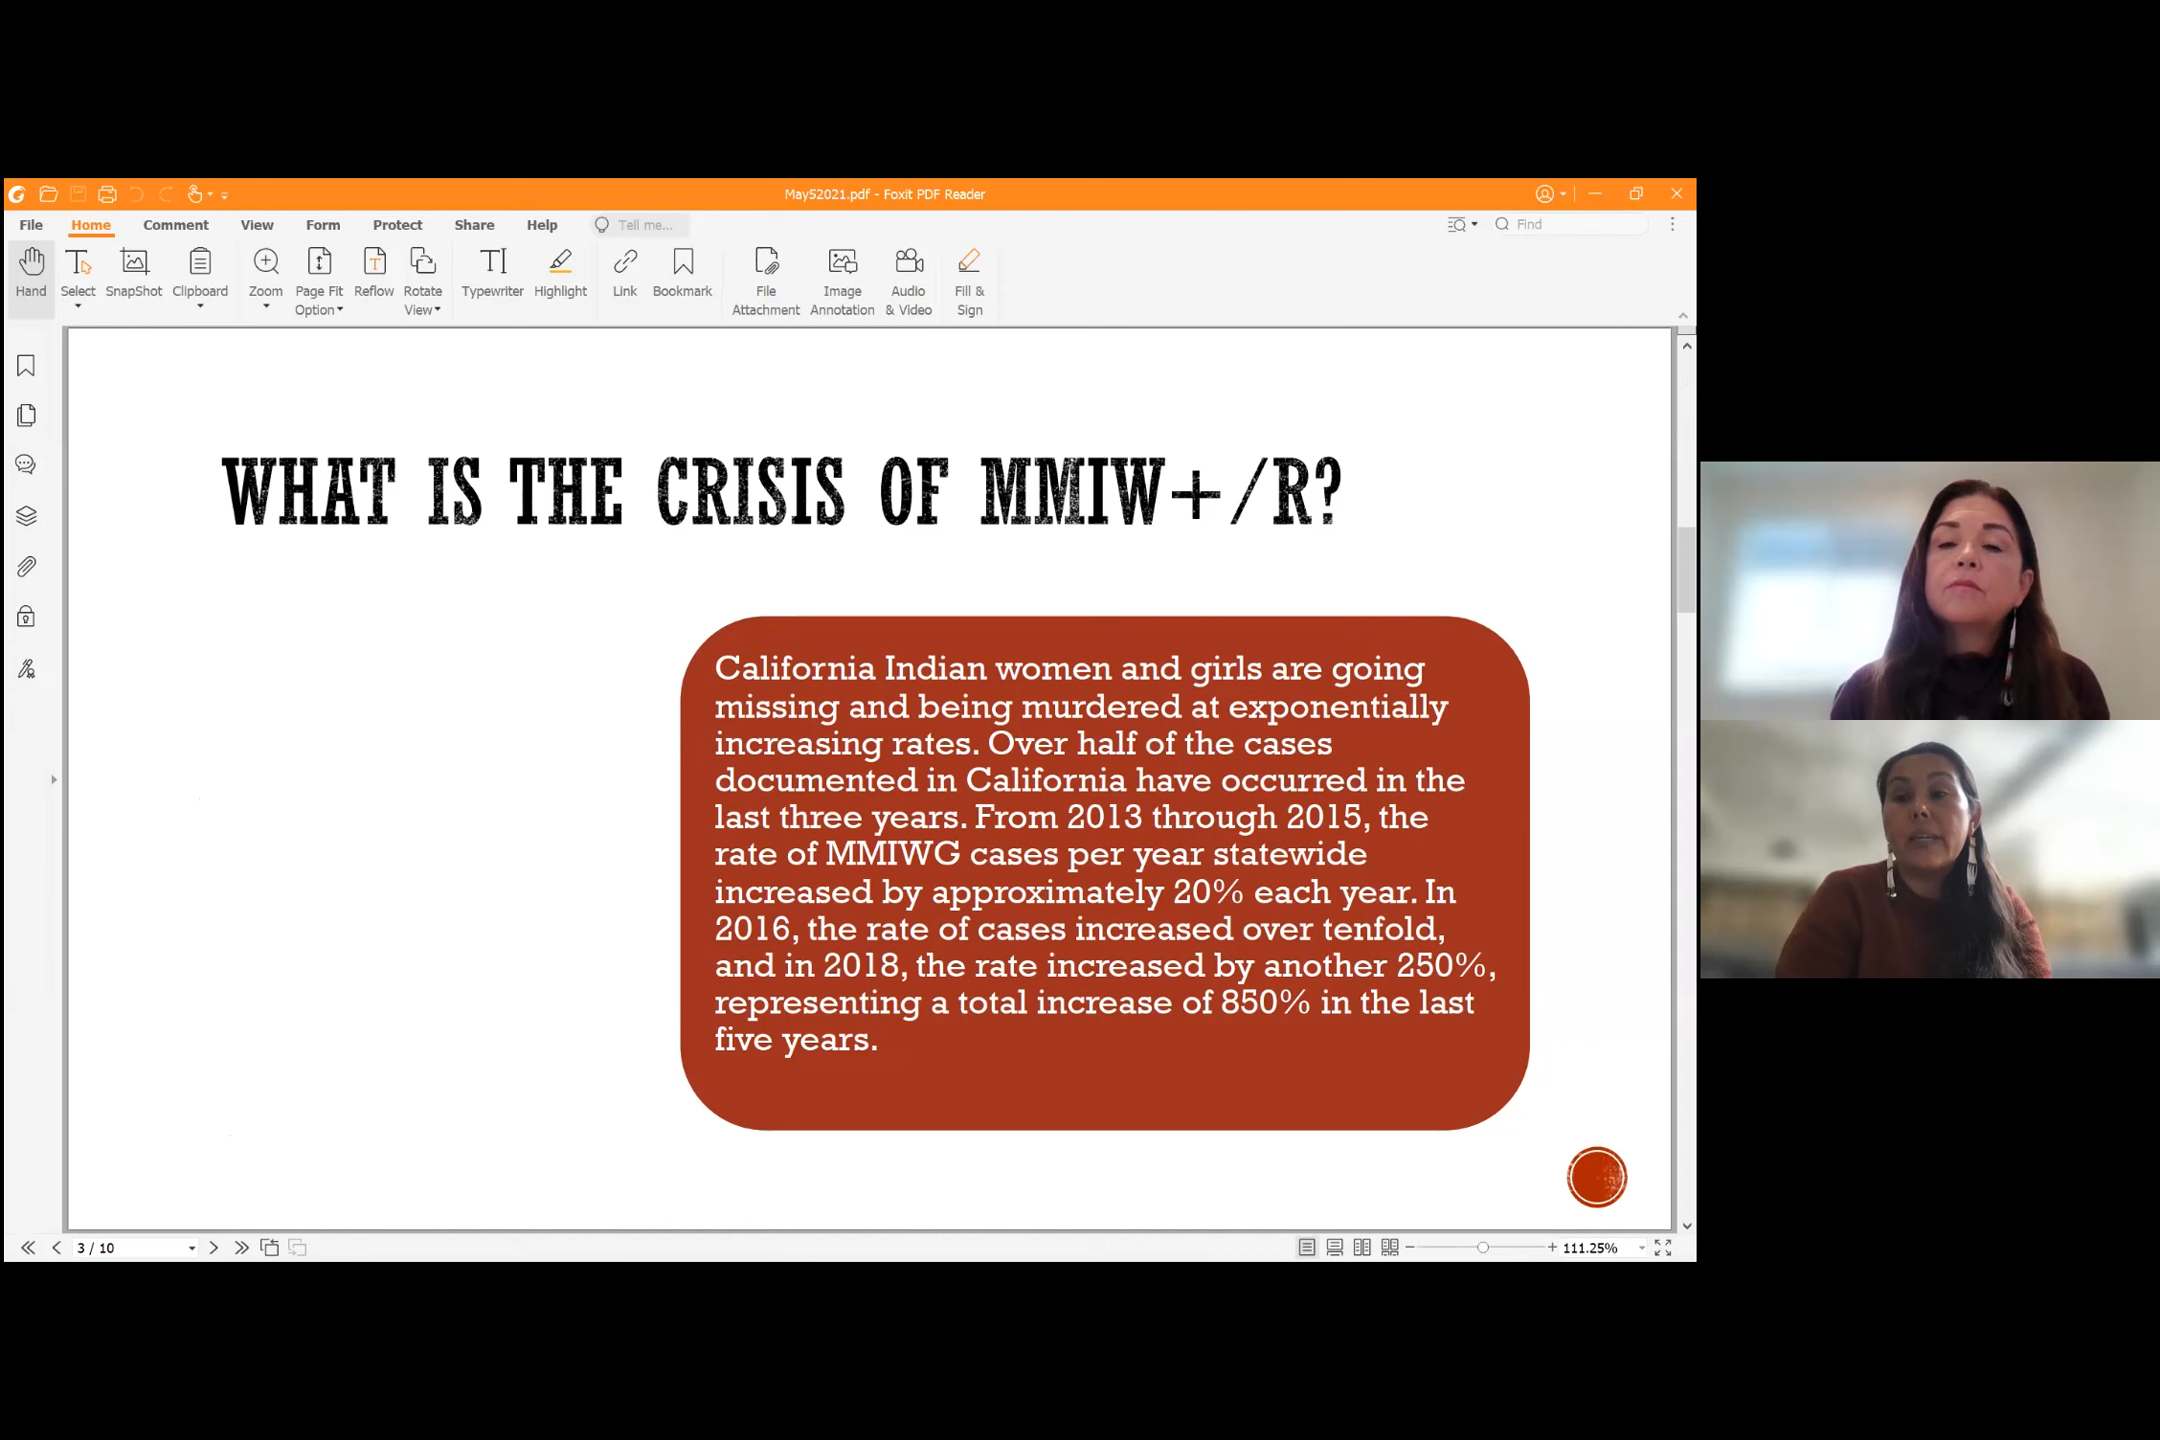 May52021.pdf - Foxit PDF Reader
File Home Comment View Form Protect Share Help Tell me... Find
Hand Select SnapShot Clipboard Zoom Page Fit Option Reflow Rotate View Typewriter Highlight Link Bookmark File Attachment Image Annotation Audio & Video Fill & Sign
WHAT IS THE CRISIS OF MMIW+/R?
California Indian women and girls are going
missing and being murdered at exponentially
increasing rates. Over half of the cases
documented in California have occurred in the
last three years. From 2013 through 2015, the
rate of MMIWG cases per year statewide
increased by approximately 20% each year. In
2016, the rate of cases increased over tenfold,
and in 2018, the rate increased by another 250%,
representing a total increase of 850% in the last
five years.
3 / 10
111.25%